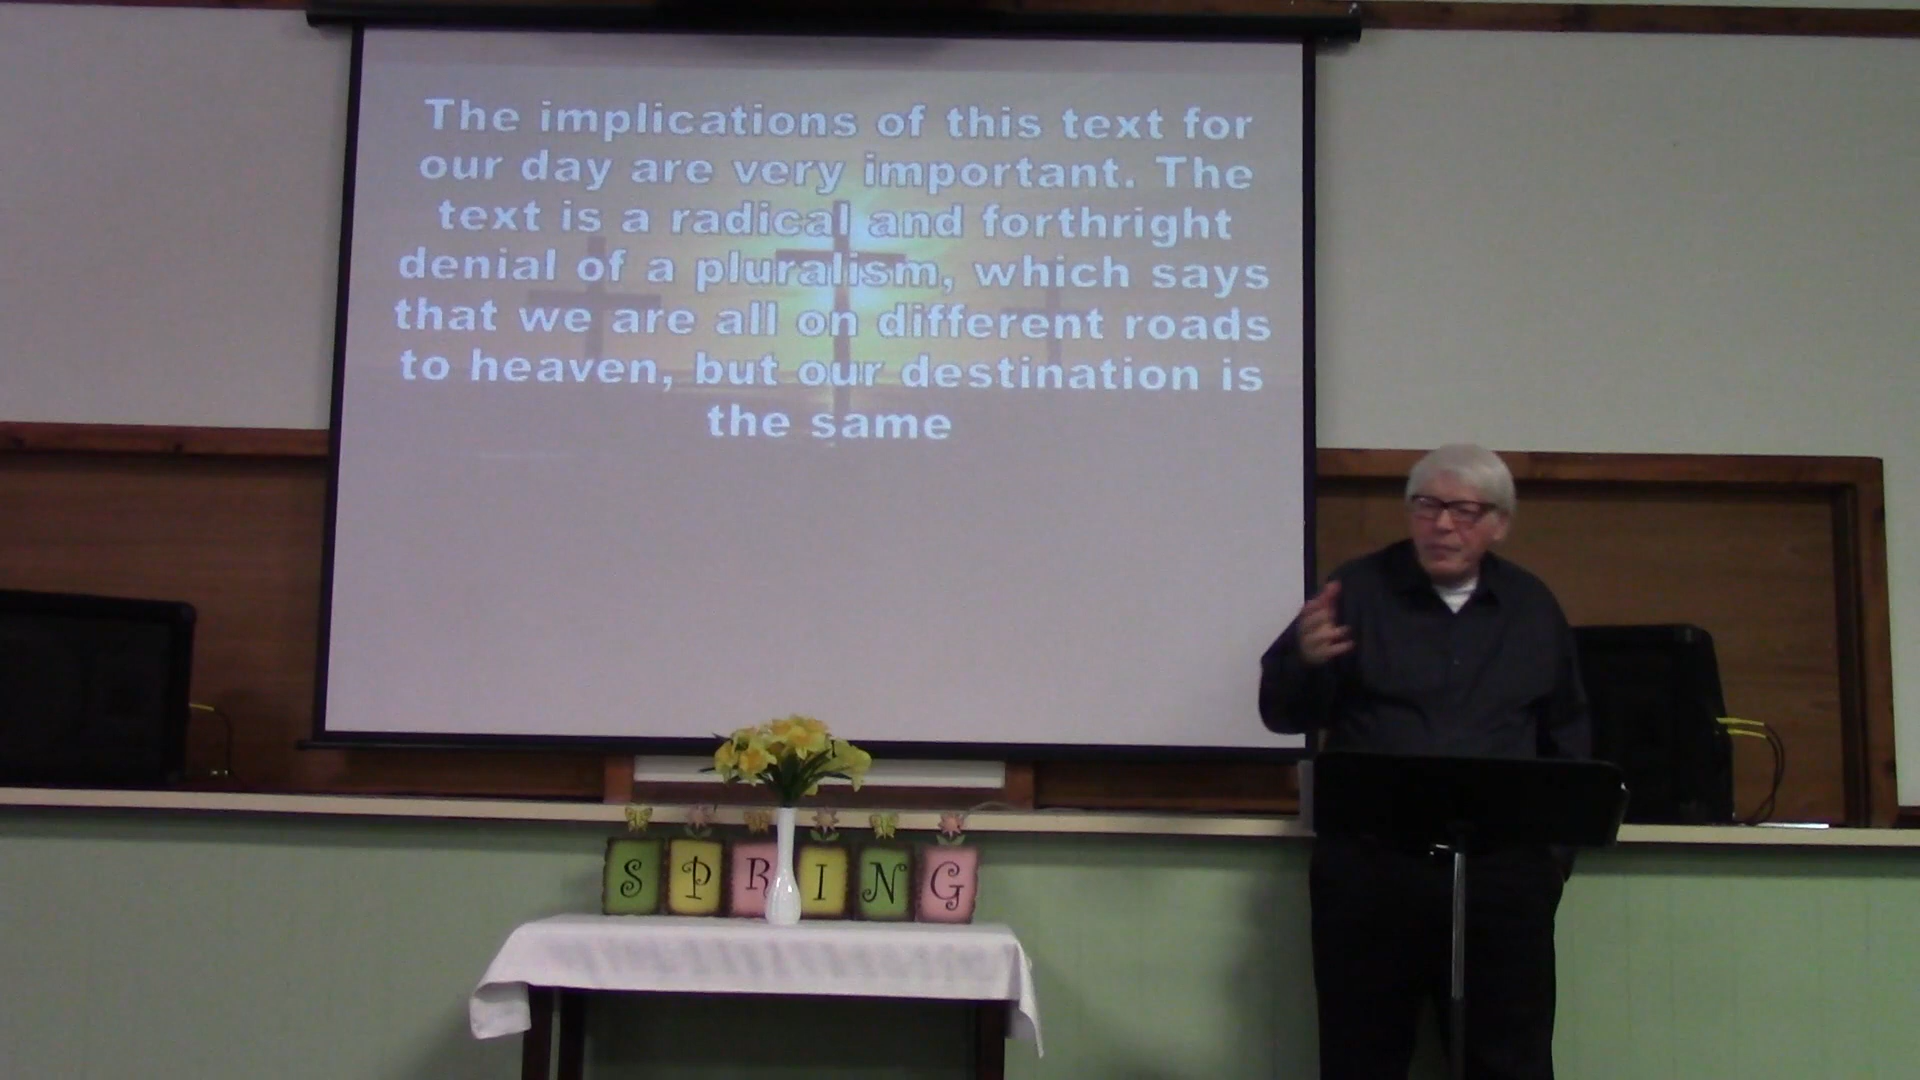 The implications of this text for
our day are very important. The
text is a radical and forthright
denial of a pluralism, which says
that we are all on different roads
to heaven, but our destination is
the same
SPRING